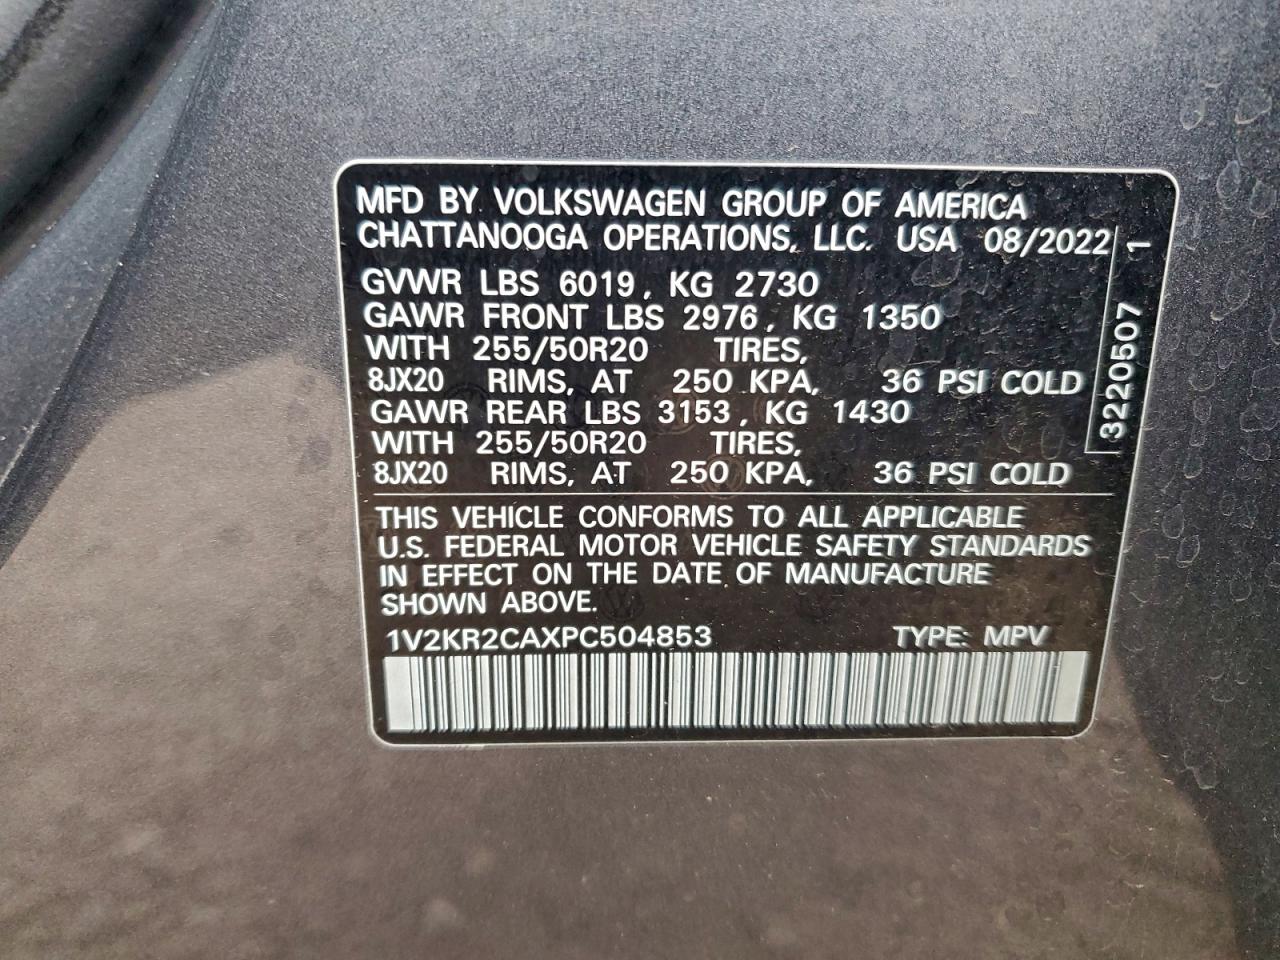 MFD BY VOLKSWAGEN GROUP OF AMERICA
CHATTANOOGA OPERATIONS, LLC. USA 08/2022
GVWR LBS 6019, KG 2730
GAWR FRONT LBS 2976, KG 1350
WITH 255/50R20 TIRES,
8JX20 RIMS, AT 250 KPA, 36 PSI COLD
GAWR REAR LBS 3153, KG 1430
WITH 255/50R20 TIRES,
8JX20 RIMS, AT 250 KPA, 36 PSI COLD
3220507 1
THIS VEHICLE CONFORMS TO ALL APPLICABLE
U.S. FEDERAL MOTOR VEHICLE SAFETY STANDARDS
IN EFFECT ON THE DATE OF MANUFACTURE
SHOWN ABOVE.
1V2KR2CAXPC504853 TYPE: MPV